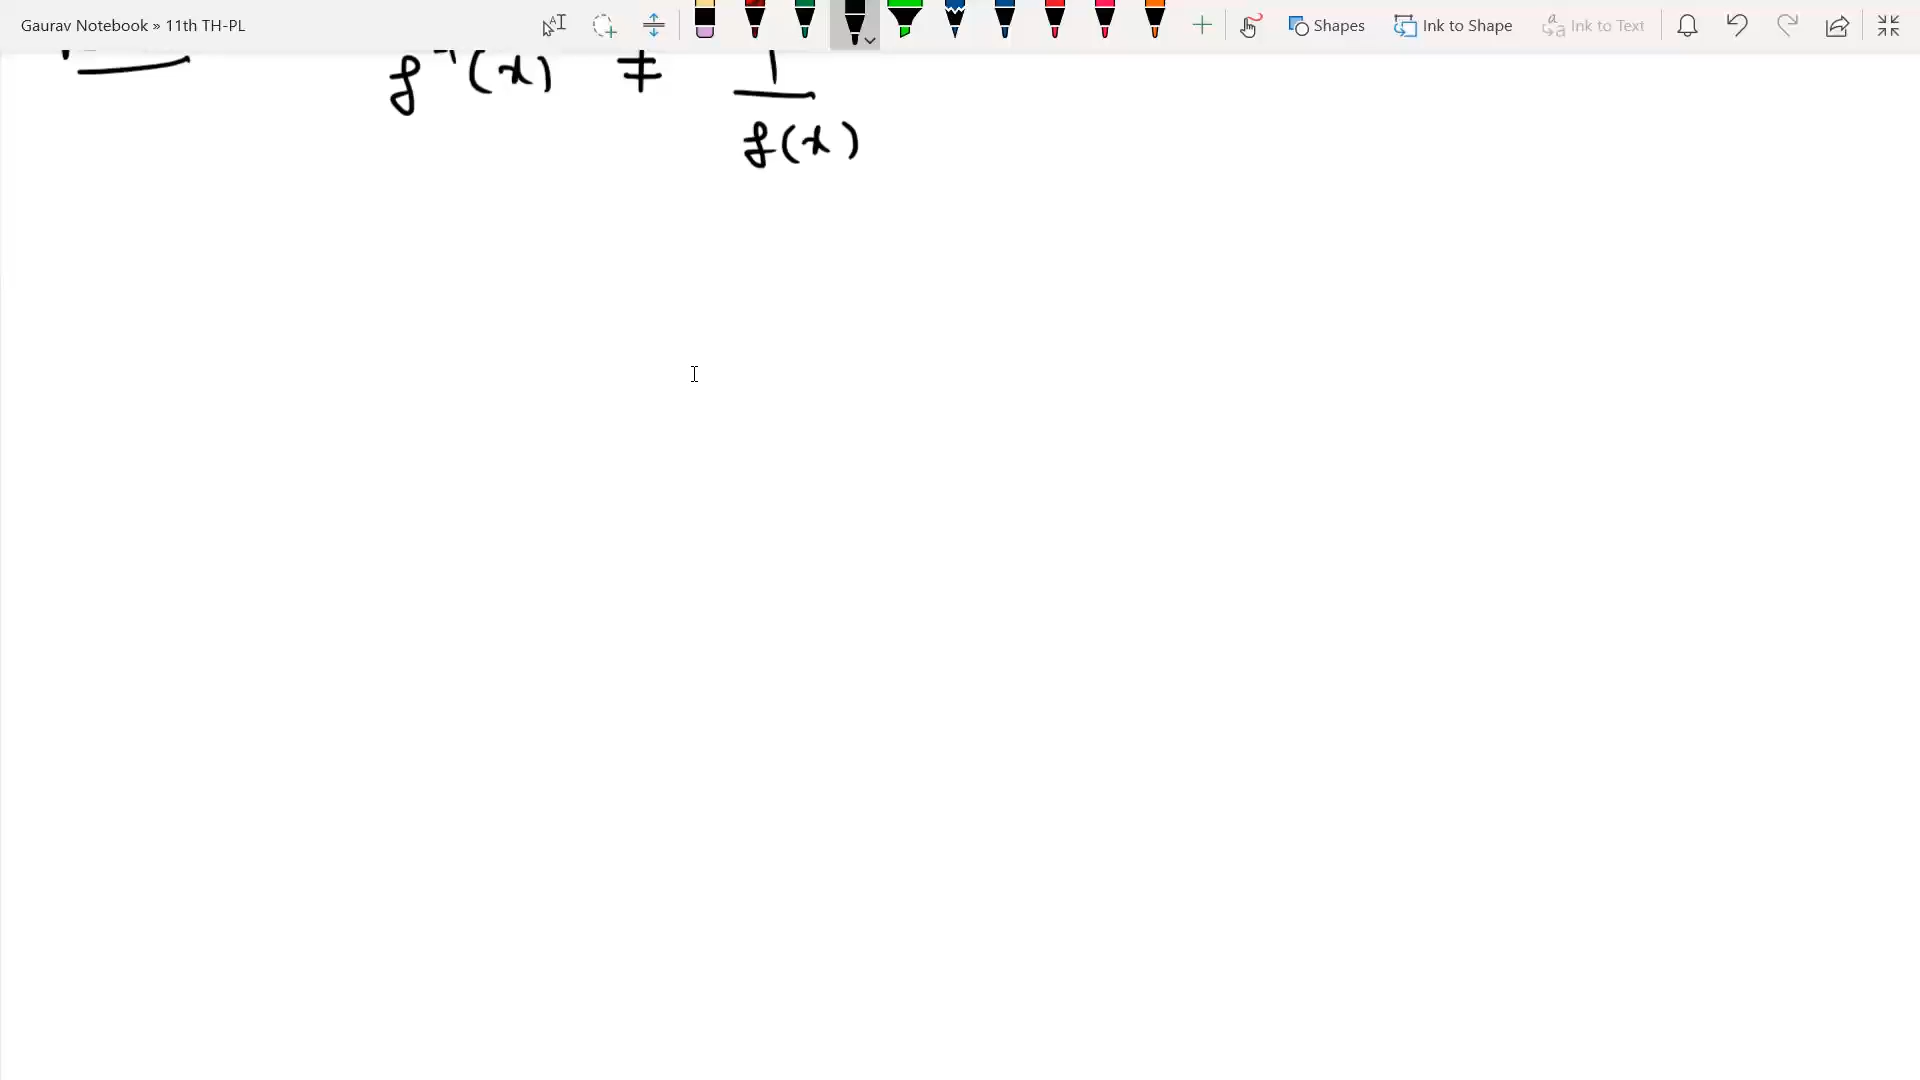 Gaurav Notebook » 11th TH-PL
Shapes
Ink to Shape
Ink to Text
f⁻¹(x) ≠ 1
f(x)